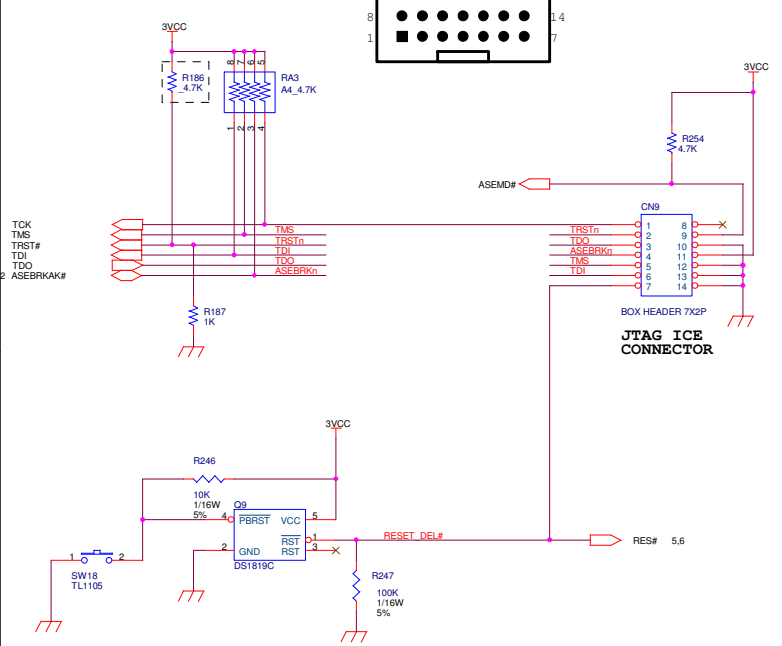 8 14
1 7
3VCC
R186
_4.7K
8 7 6 5
RA3
A4_4.7K
1 2 3 4
3VCC
R254
4.7K
ASEMD#
CN9
TCK
TMS
TRST#
TDI
TDO
2 ASEBRKAK#
TMS
TRSTn
TDI
TDO
ASEBRKn
TRSTn
TDO
ASEBRKn
TMS
TDI
1 8
2 9
3 10
4 11
5 12
6 13
7 14
BOX HEADER 7X2P
JTAG ICE
CONNECTOR
R187
1K
3VCC
R246
10K
1/16W
5%
Q9
4 PBRST VCC 5
RST 1
2 GND RST 3
DS1819C
RESET_DEL#
RES# 5,6
1 2
SW18
TL1105
R247
100K
1/16W
5%